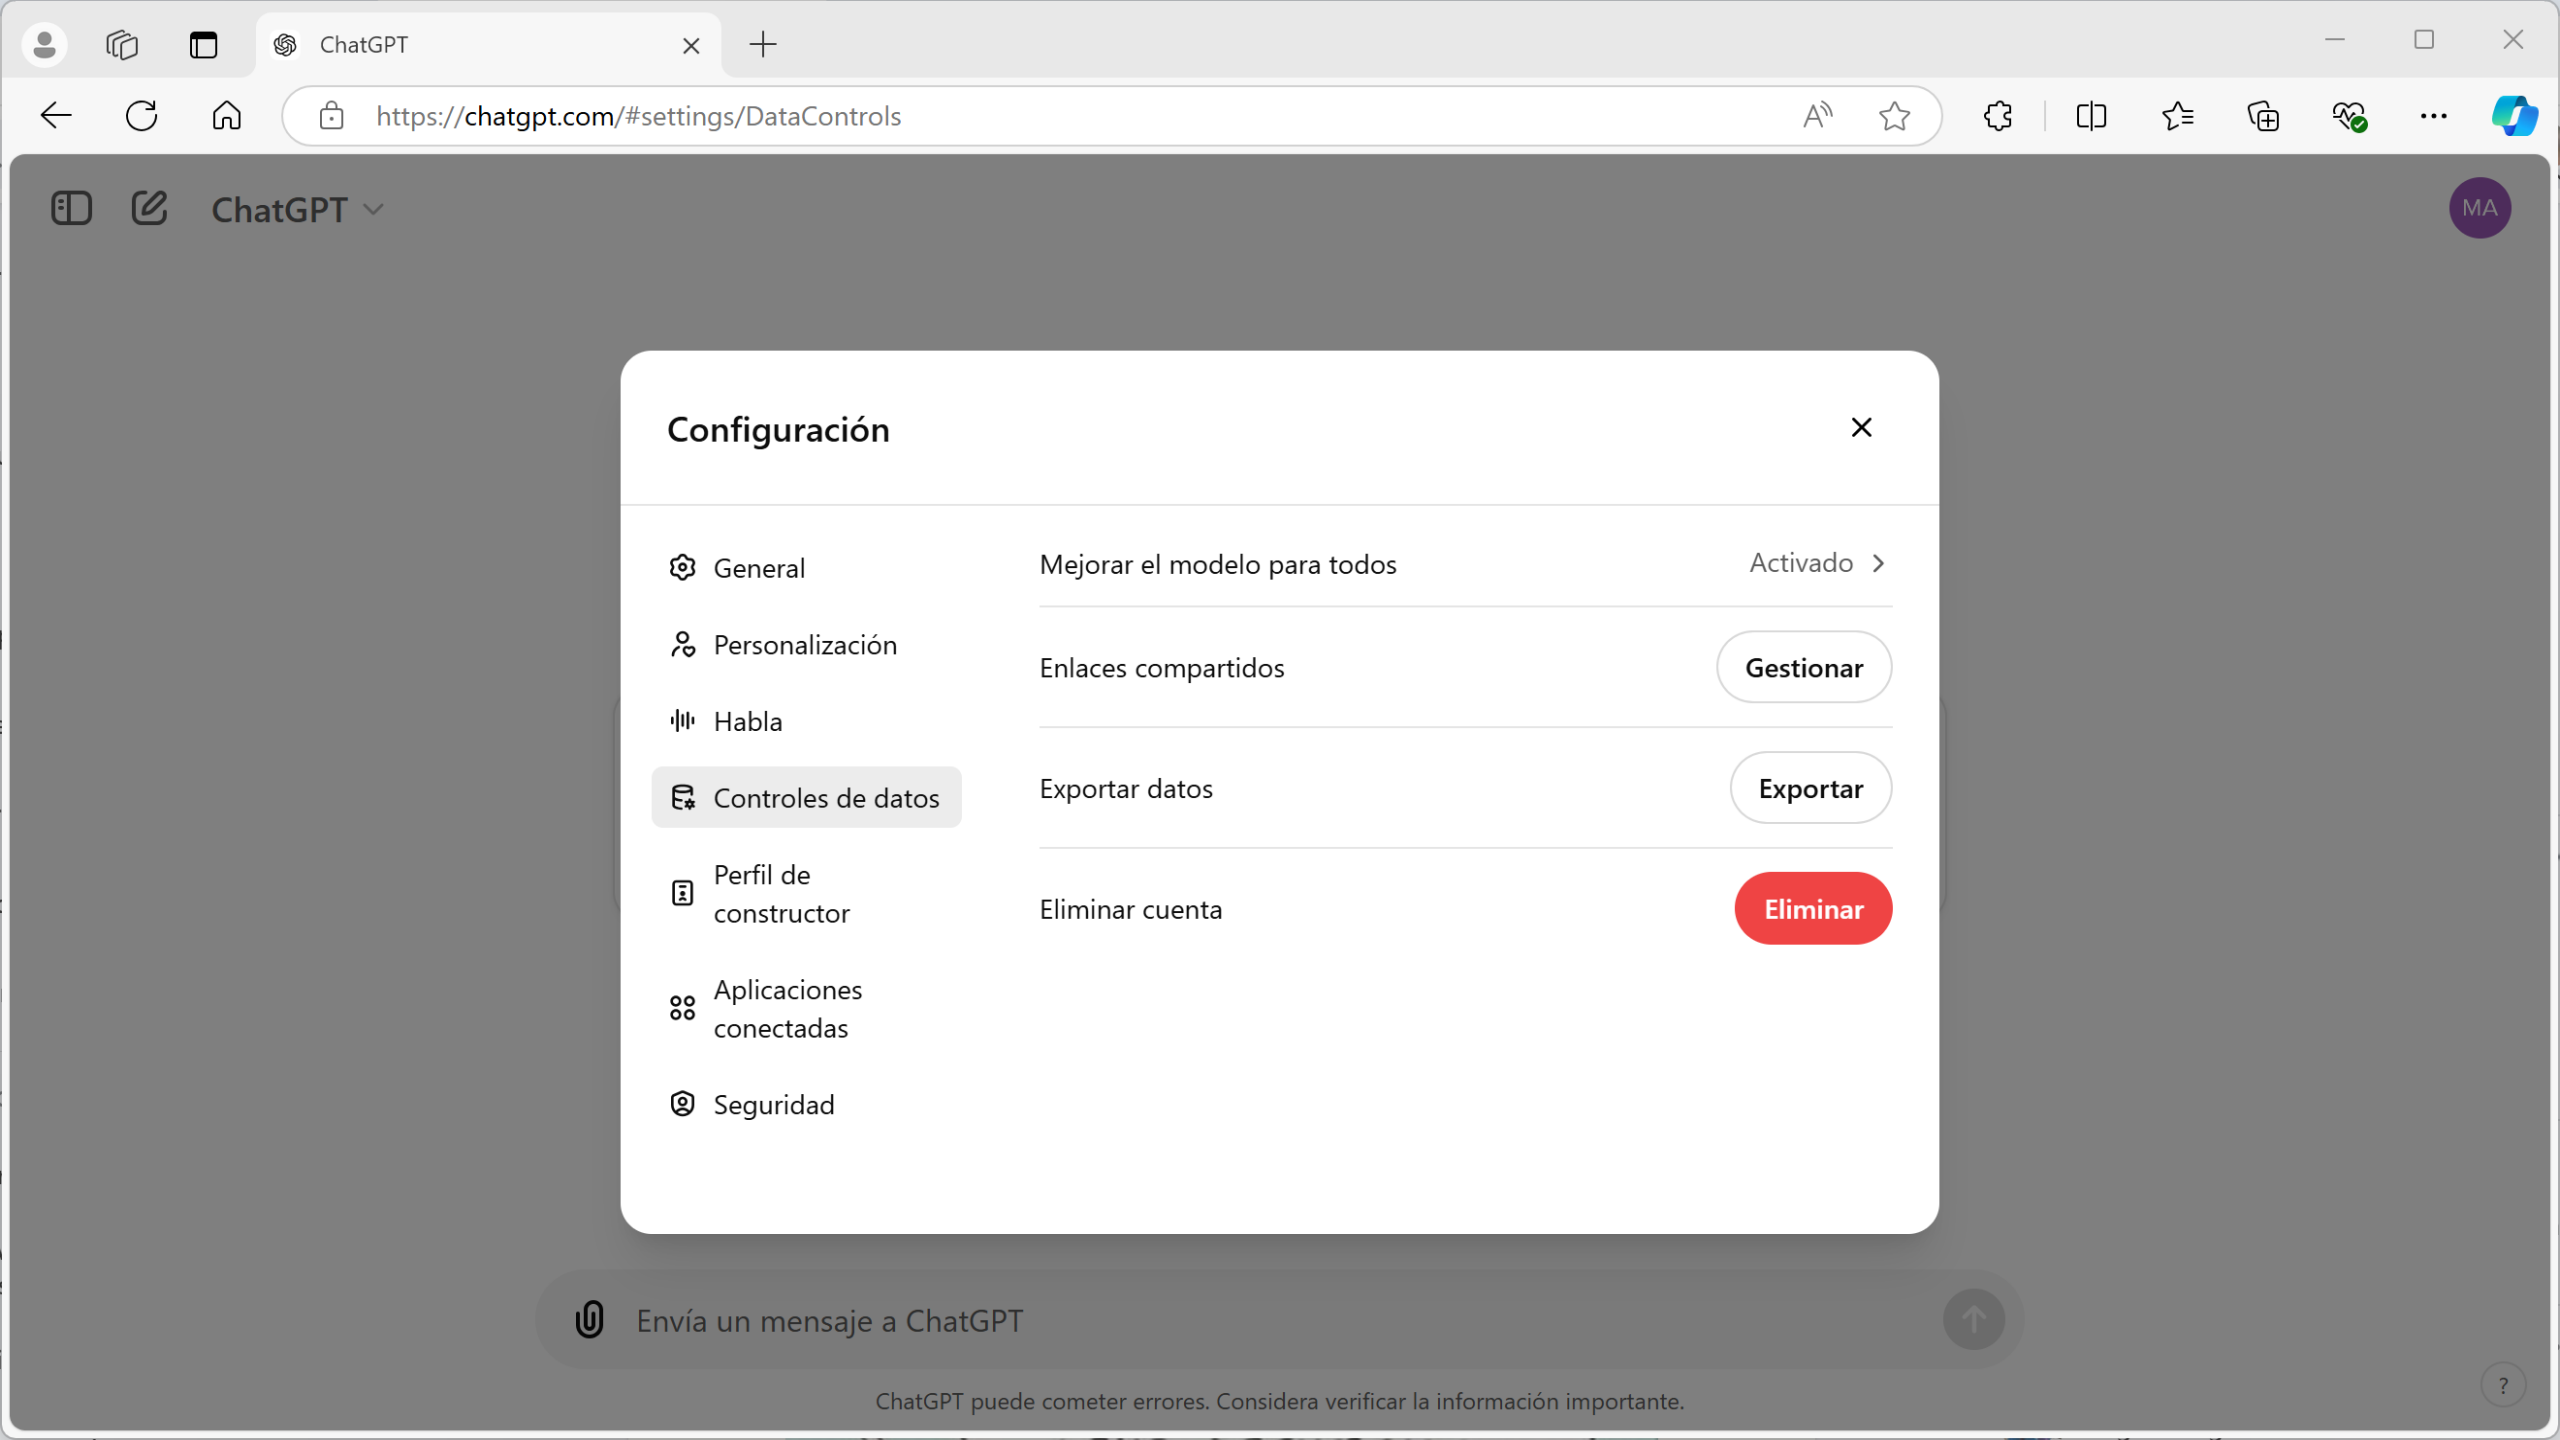 ChatGPT
https://chatgpt.com/#settings/DataControls
ChatGPT
MA
Configuración
General
Personalización
Habla
Controles de datos
Perfil de
constructor
Aplicaciones
conectadas
Seguridad
Mejorar el modelo para todos
Activado
Enlaces compartidos
Gestionar
Exportar datos
Exportar
Eliminar cuenta
Eliminar
Envía un mensaje a ChatGPT
ChatGPT puede cometer errores. Considera verificar la información importante.
?